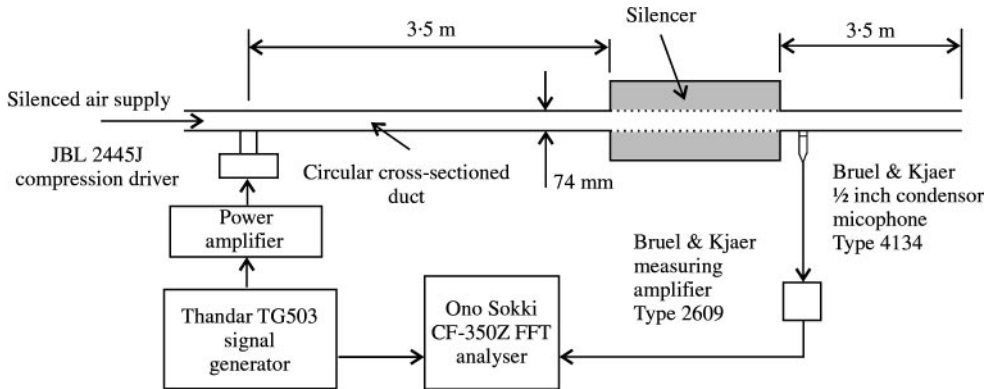 3·5 m
Silencer
3·5 m
Silenced air supply
JBL 2445J
compression driver
Circular cross-sectioned
duct
74 mm
Bruel & Kjaer
½ inch condensor
micophone
Type 4134
Power
amplifier
Bruel & Kjaer
measuring
amplifier
Type 2609
Thandar TG503
signal
generator
Ono Sokki
CF-350Z FFT
analyser